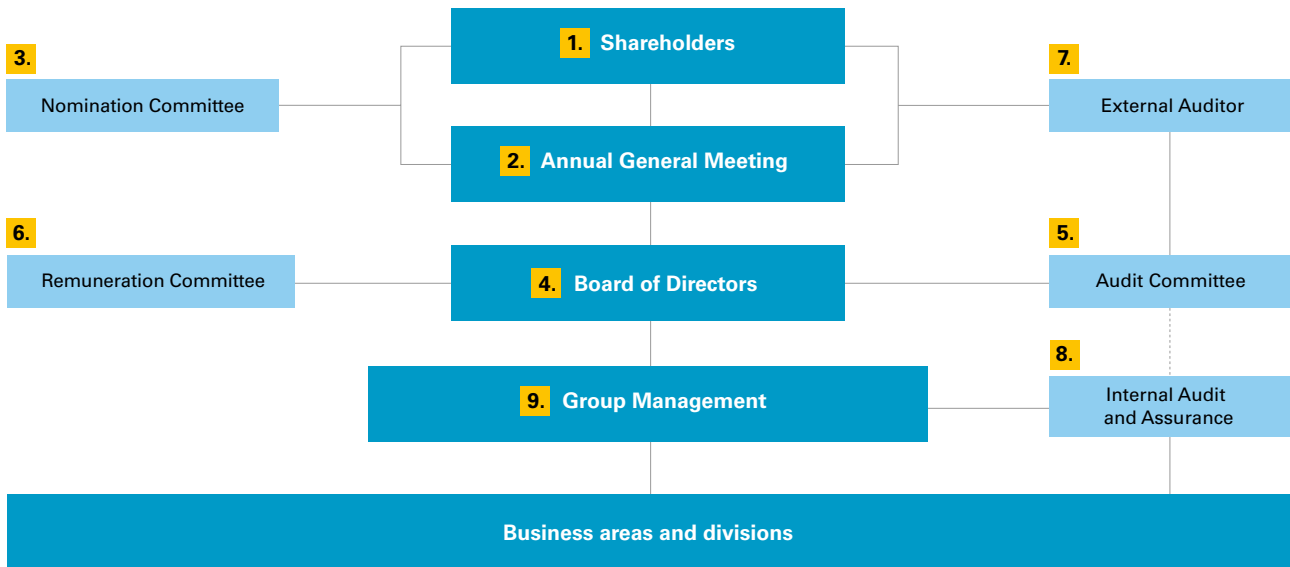 1. Shareholders
3.
Nomination Committee
7.
External Auditor
2. Annual General Meeting
6.
Remuneration Committee
4. Board of Directors
5.
Audit Committee
9. Group Management
8.
Internal Audit
and Assurance
Business areas and divisions